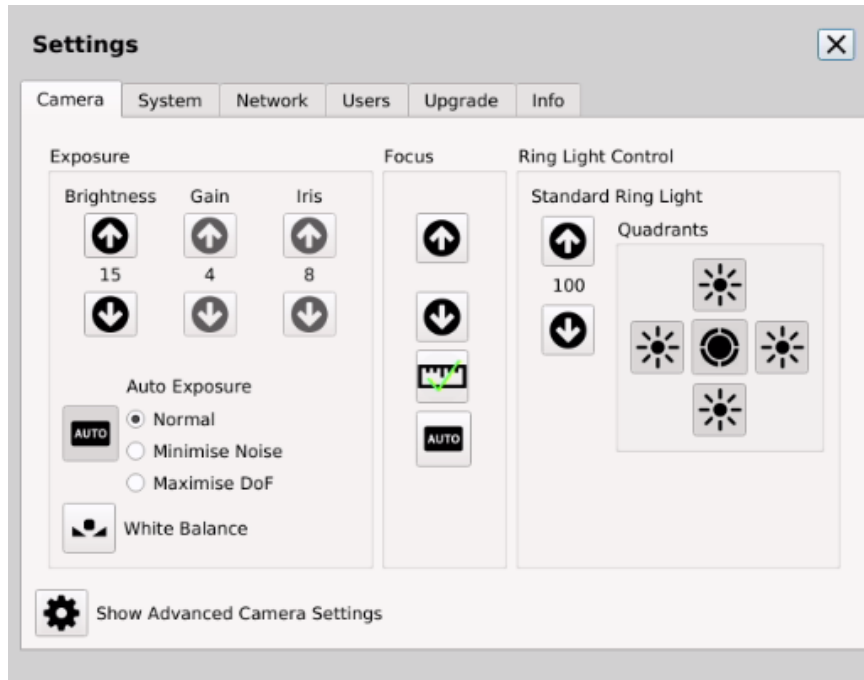 Settings
Camera System Network Users Upgrade Info
Exposure Focus Ring Light Control
Brightness Gain Iris Standard Ring Light
Quadrants
15 4 8 100
Auto Exposure
AUTO Normal AUTO
Minimise Noise
Maximise DoF
White Balance
Show Advanced Camera Settings